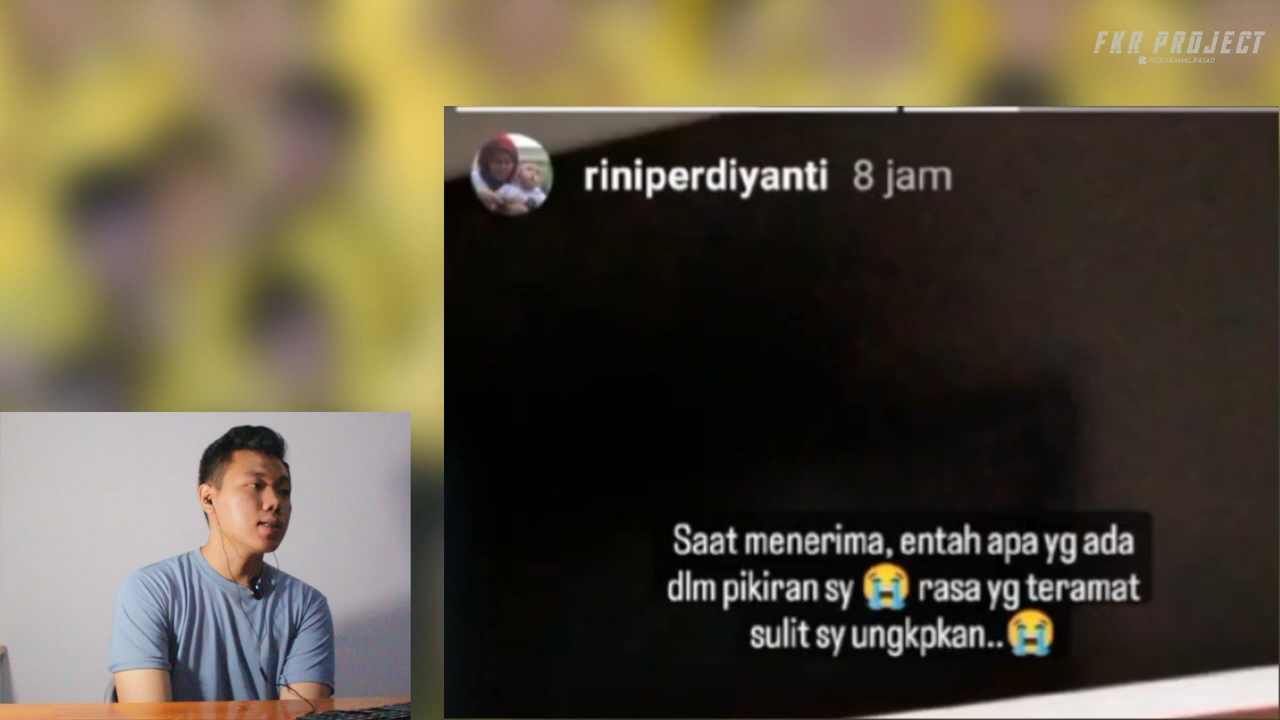 FKR PROJECT
riniperdiyanti 8 jam
Saat menerima, entah apa yg ada
dlm pikiran sy 😭 rasa yg teramat
sulit sy ungkpkan..😭